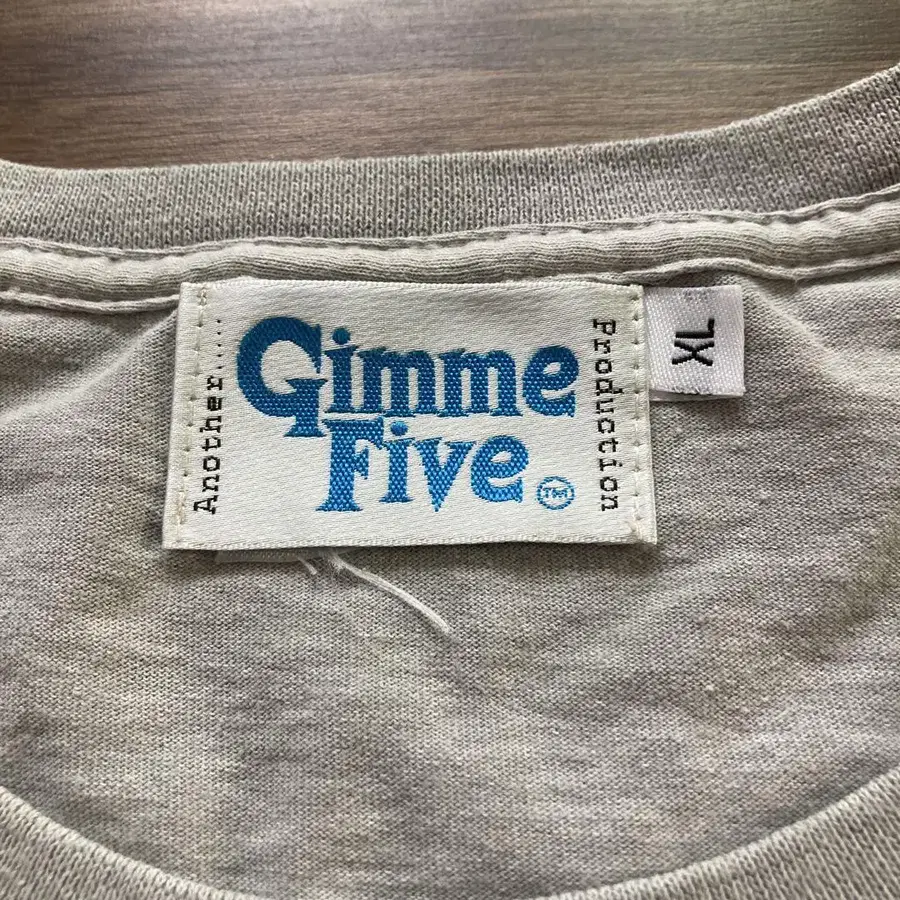 Another......
Gimme
Five TM
Production
XL